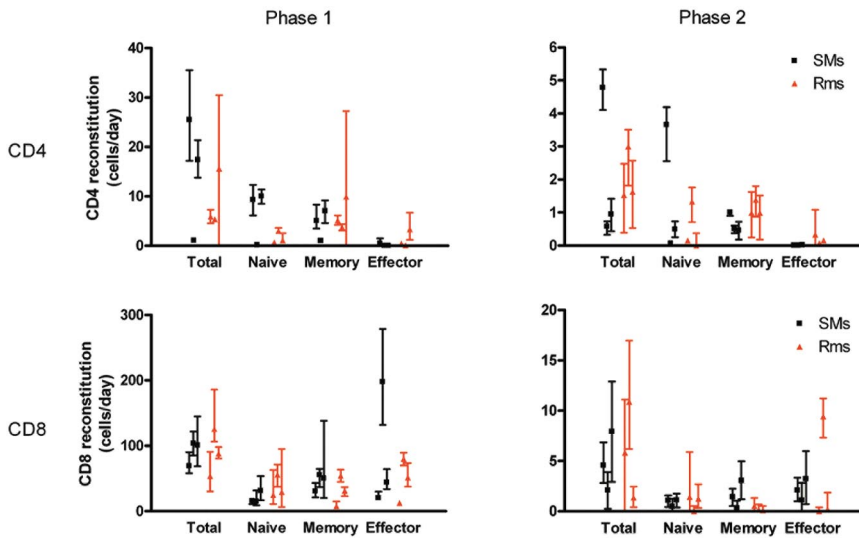 Phase 1
Phase 2
CD4
CD4 reconstitution
(cells/day)
40
30
20
10
0
Total Naive Memory Effector
6
5
4
3
2
1
0
Total Naive Memory Effector
SMs
Rms
CD8
CD8 reconstitution
(cells/day)
300
200
100
0
Total Naive Memory Effector
20
15
10
5
0
Total Naive Memory Effector
SMs
Rms